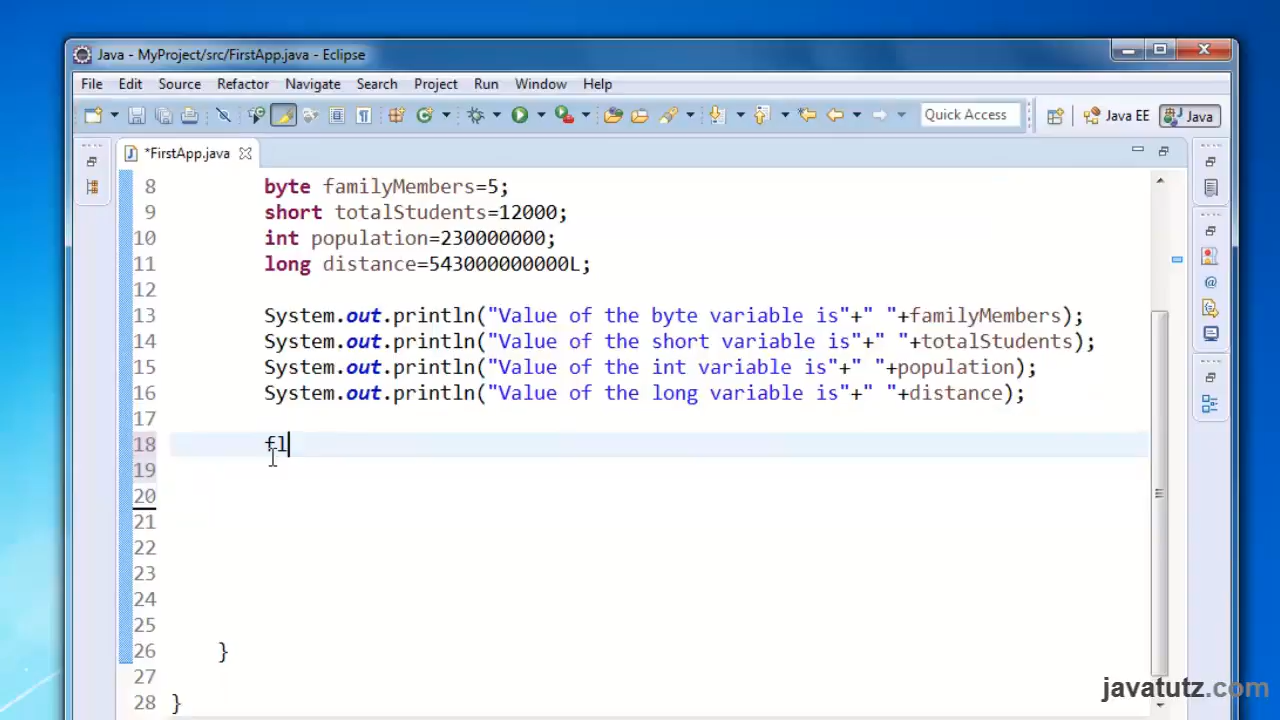 Java - MyProject/src/FirstApp.java - Eclipse
File Edit Source Refactor Navigate Search Project Run Window Help
Quick Access Java EE Java
*FirstApp.java
8 byte familyMembers=5;
9 short totalStudents=12000;
10 int population=230000000;
11 long distance=543000000000L;
12
13 System.out.println("Value of the byte variable is"+" "+familyMembers);
14 System.out.println("Value of the short variable is"+" "+totalStudents);
15 System.out.println("Value of the int variable is"+" "+population);
16 System.out.println("Value of the long variable is"+" "+distance);
17
18 fl
19
20
21
22
23
24
25
26 }
27
28 }
javatutz.com